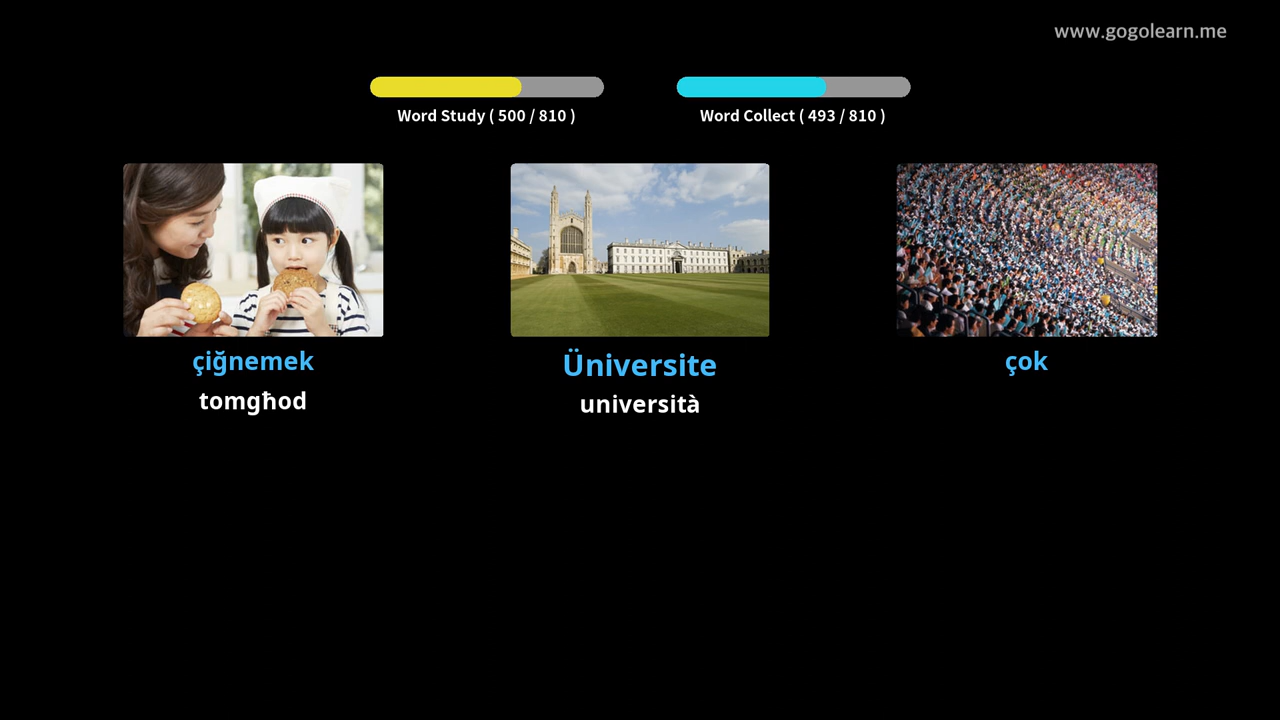 www.gogolearn.me
Word Study ( 500 / 810 )
Word Collect ( 493 / 810 )
çiğnemek
tomgħod
Üniversite
università
çok